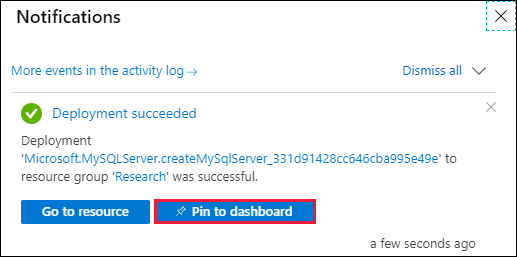 Notifications
More events in the activity log → Dismiss all
Deployment succeeded
Deployment
'Microsoft.MySQLServer.createMySqlServer_331d91428cc646cba995e49e' to
resource group 'Research' was successful.
Go to resource Pin to dashboard
a few seconds ago